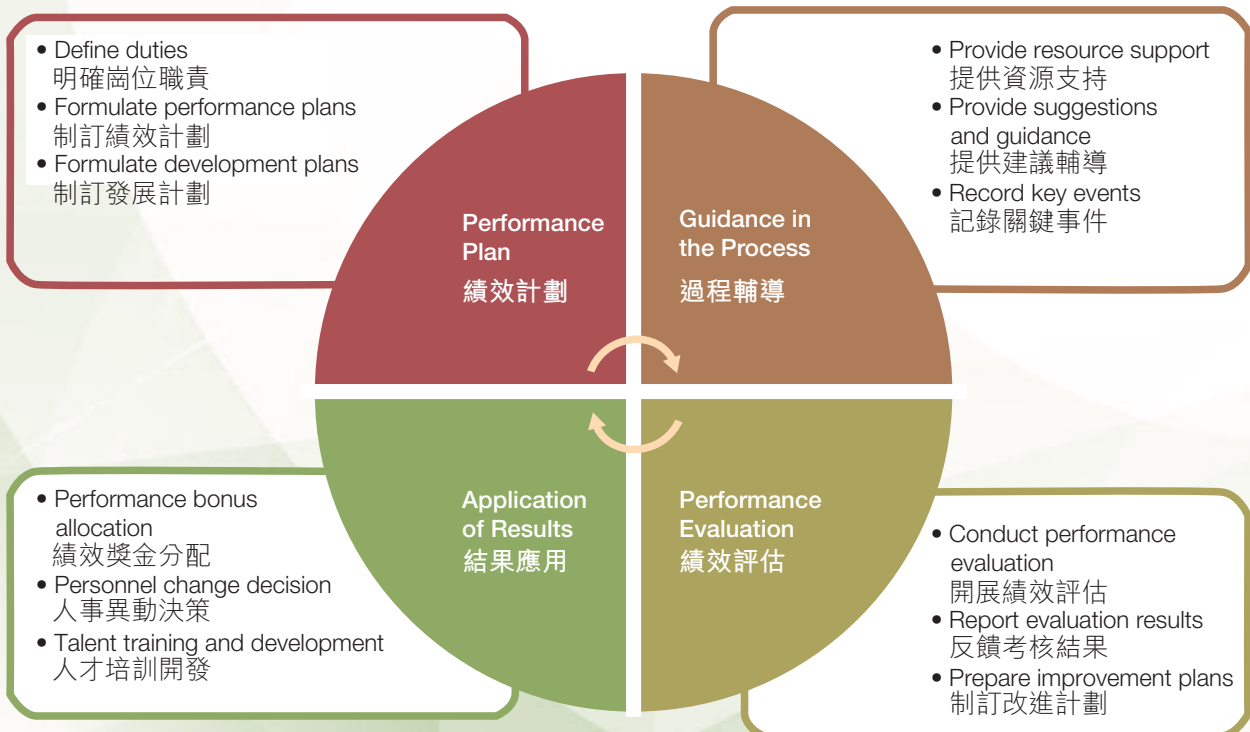 • Define duties
明確崗位職責
• Formulate performance plans
制訂績效計劃
• Formulate development plans
制訂發展計劃
• Provide resource support
提供資源支持
• Provide suggestions
and guidance
提供建議輔導
• Record key events
記錄關鍵事件
Performance
Plan
績效計劃
Guidance in
the Process
過程輔導
Application
of Results
結果應用
Performance
Evaluation
績效評估
• Performance bonus
allocation
績效獎金分配
• Personnel change decision
人事異動決策
• Talent training and development
人才培訓開發
• Conduct performance
evaluation
開展績效評估
• Report evaluation results
反饋考核結果
• Prepare improvement plans
制訂改進計劃